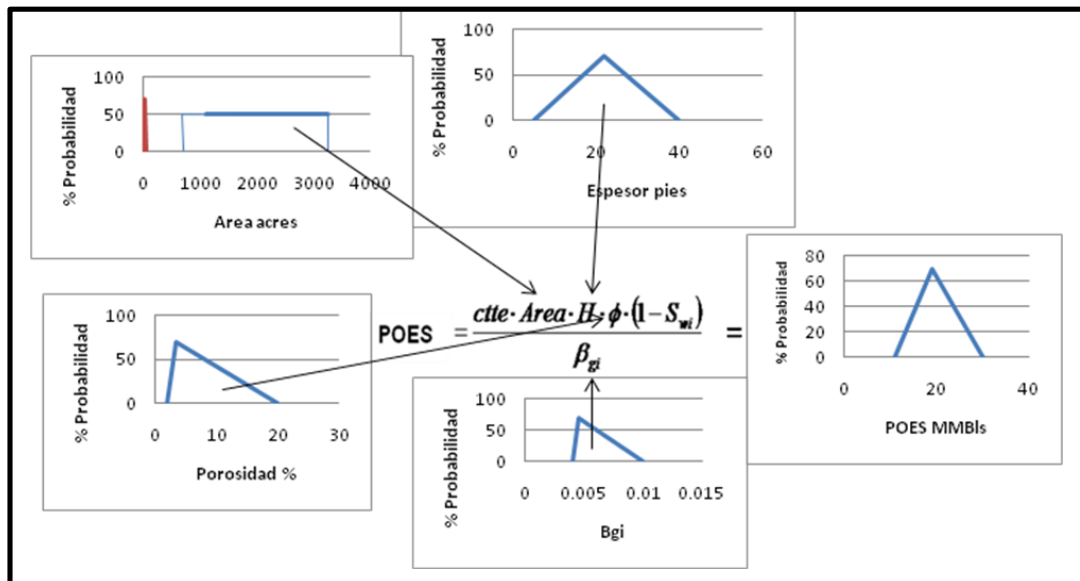 % Probabilidad
100
50
0
0 1000 2000 3000 4000
Area acres
% Probabilidad
100
50
0
0 20 40 60
Espesor pies
% Probabilidad
100
50
0
0 10 20 30
Porosidad %
POES = ctte · Area · H · ϕ · (1 − S_wi) / β_gi =
% Probabilidad
100
50
0
0 0.005 0.01 0.015
Bgi
% Probabilidad
80
60
40
20
0
0 20 40
POES MMBls